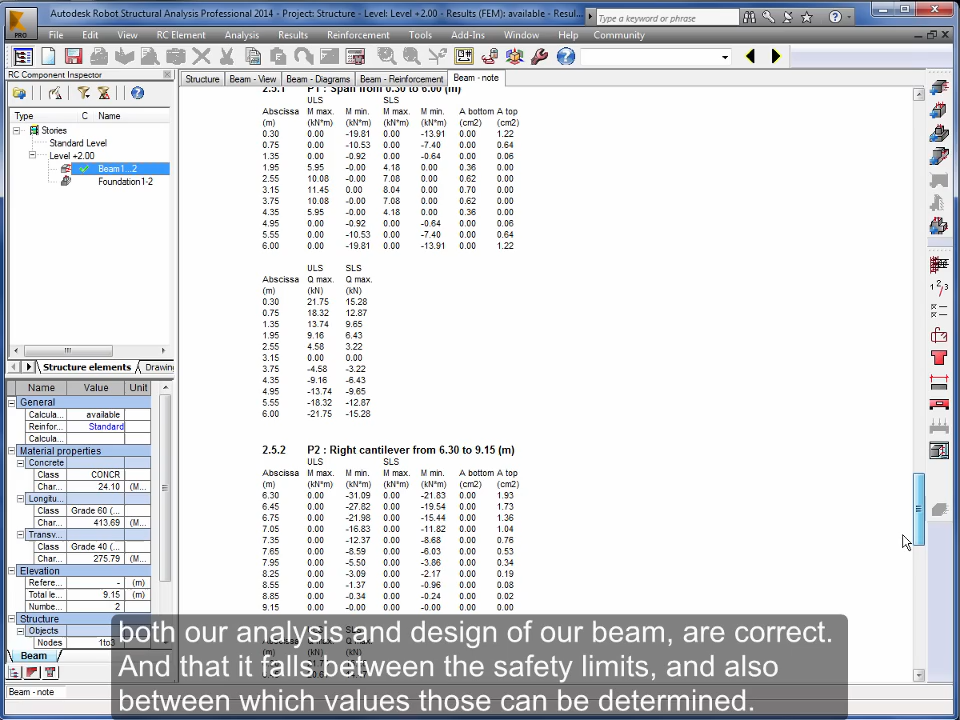 Autodesk Robot Structural Analysis Professional 2014 - Project: Structure - Level: Level +2.00 - Results (FEM): available - Resul...
Type a keyword or phrase
PRO
File Edit View RC Element Analysis Results Reinforcement Tools Add-Ins Window Help Community
RC Component Inspector
Structure Beam - View Beam - Diagrams Beam - Reinforcement Beam - note
Type C Name
Stories
Standard Level
Level +2.00
Beam1...2
Foundation1-2
Structure elements Drawin
Name Value Unit
General
Calcula... available
Reinfor... Standard
Calcula...
Material properties
Concrete
Class CONCR
Char... 24.10 (M...
Longitu...
Class Grade 60 (...
Char... 413.69 (M...
Transv...
Class Grade 40 (...
Char... 275.79 (M...
Elevation
Refere... - (m)
Total le... 9.15 (m)
Numbe... 2
Structure
Objects
Nodes 1to3
Beam
Beam - note
2.5.1 P1 : Span from 0.30 to 6.00 (m)
ULS SLS
Abscissa M max. M min. M max. M min. A bottom A top
(m) (kN*m) (kN*m) (kN*m) (kN*m) (cm2) (cm2)
0.30 0.00 -19.81 0.00 -13.91 0.00 1.22
0.75 0.00 -10.53 0.00 -7.40 0.00 0.64
1.35 0.00 -0.92 0.00 -0.64 0.00 0.06
1.95 5.95 -0.00 4.18 0.00 0.36 0.00
2.55 10.08 -0.00 7.08 0.00 0.62 0.00
3.15 11.45 0.00 8.04 0.00 0.70 0.00
3.75 10.08 -0.00 7.08 0.00 0.62 0.00
4.35 5.95 -0.00 4.18 0.00 0.36 0.00
4.95 0.00 -0.92 0.00 -0.64 0.00 0.06
5.55 0.00 -10.53 0.00 -7.40 0.00 0.64
6.00 0.00 -19.81 0.00 -13.91 0.00 1.22
ULS SLS
Abscissa Q max. Q max.
(m) (kN) (kN)
0.30 21.75 15.28
0.75 18.32 12.87
1.35 13.74 9.65
1.95 9.16 6.43
2.55 4.58 3.22
3.15 0.00 0.00
3.75 -4.58 -3.22
4.35 -9.16 -6.43
4.95 -13.74 -9.65
5.55 -18.32 -12.87
6.00 -21.75 -15.28
2.5.2 P2 : Right cantilever from 6.30 to 9.15 (m)
ULS SLS
Abscissa M max. M min. M max. M min. A bottom A top
(m) (kN*m) (kN*m) (kN*m) (kN*m) (cm2) (cm2)
6.30 0.00 -31.09 0.00 -21.83 0.00 1.93
6.45 0.00 -27.82 0.00 -19.54 0.00 1.73
6.75 0.00 -21.98 0.00 -15.44 0.00 1.36
7.05 0.00 -16.83 0.00 -11.82 0.00 1.04
7.35 0.00 -12.37 0.00 -8.68 0.00 0.76
7.65 0.00 -8.59 0.00 -6.03 0.00 0.53
7.95 0.00 -5.50 0.00 -3.86 0.00 0.34
8.25 0.00 -3.09 0.00 -2.17 0.00 0.19
8.55 0.00 -1.37 0.00 -0.96 0.00 0.08
8.85 0.00 -0.34 0.00 -0.24 0.00 0.02
9.15 0.00 -0.00 0.00 -0.00 0.00 0.00
both our analysis and design of our beam, are correct.
And that it falls between the safety limits, and also
between which values those can be determined.